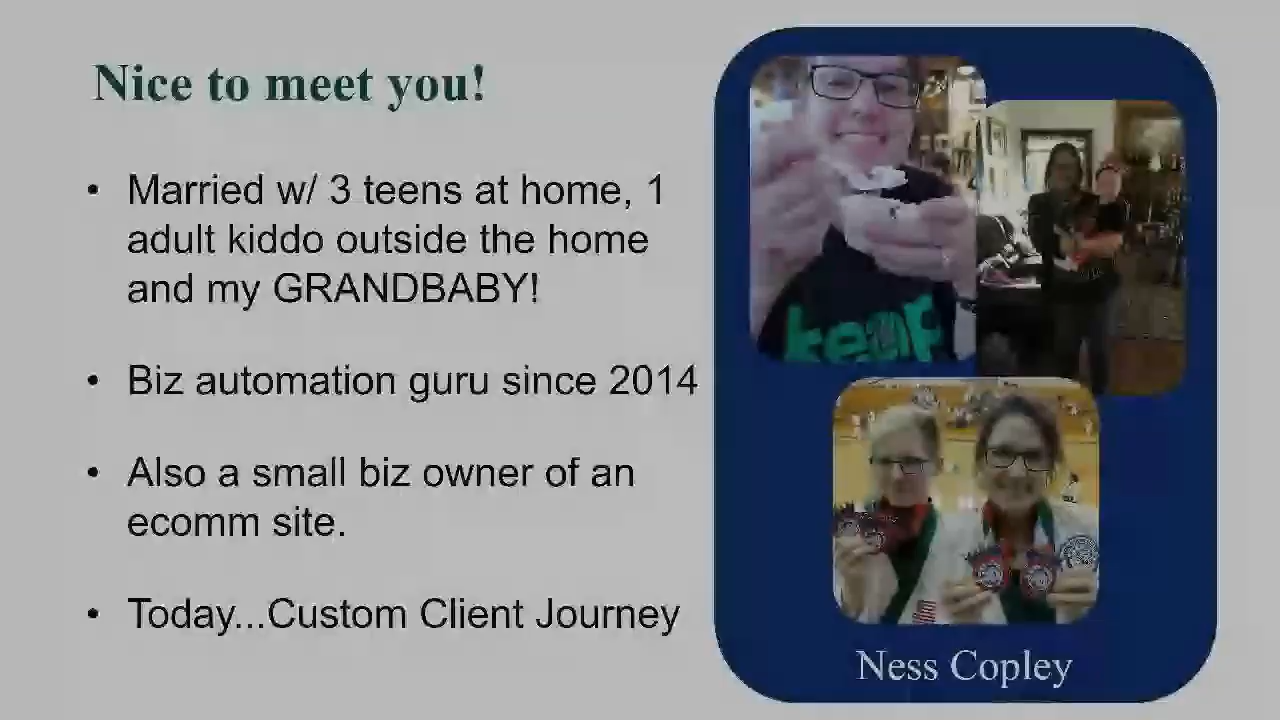 Nice to meet you!
• Married w/ 3 teens at home, 1
adult kiddo outside the home
and my GRANDBABY!
• Biz automation guru since 2014
• Also a small biz owner of an
ecomm site.
• Today...Custom Client Journey
keap
Ness Copley